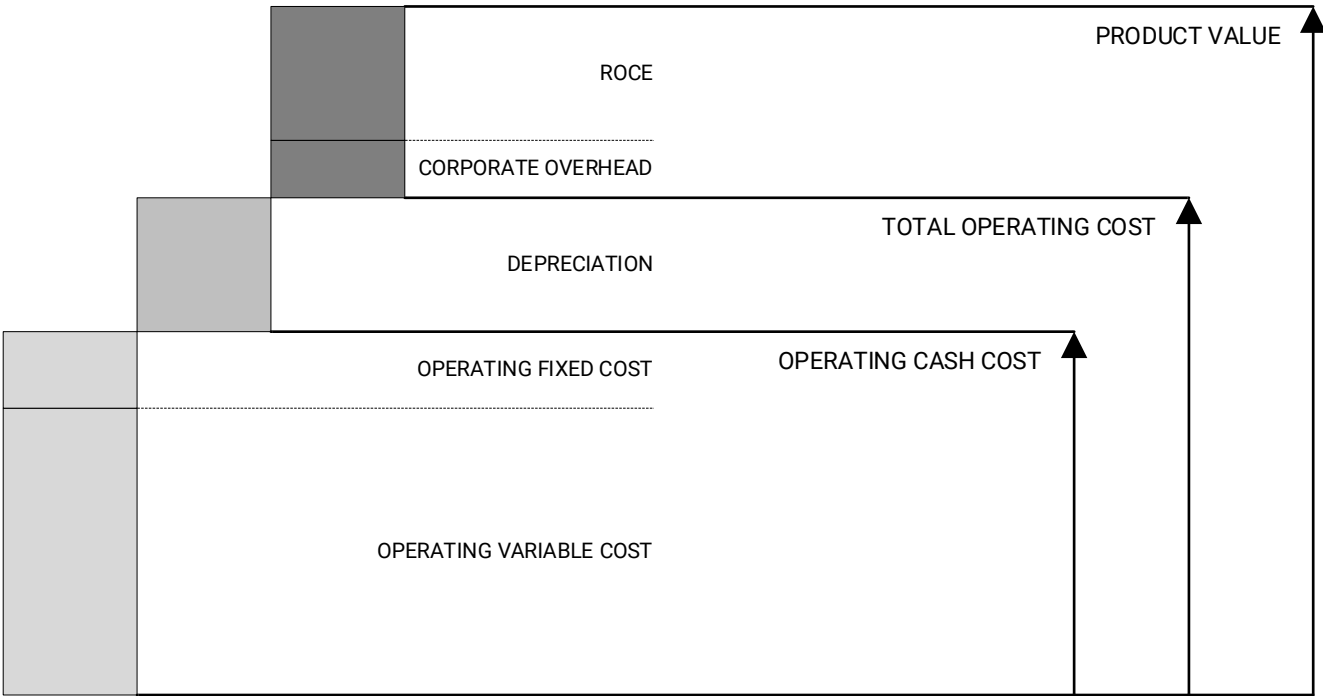 PRODUCT VALUE
ROCE
CORPORATE OVERHEAD
TOTAL OPERATING COST
DEPRECIATION
OPERATING CASH COST
OPERATING FIXED COST
OPERATING VARIABLE COST